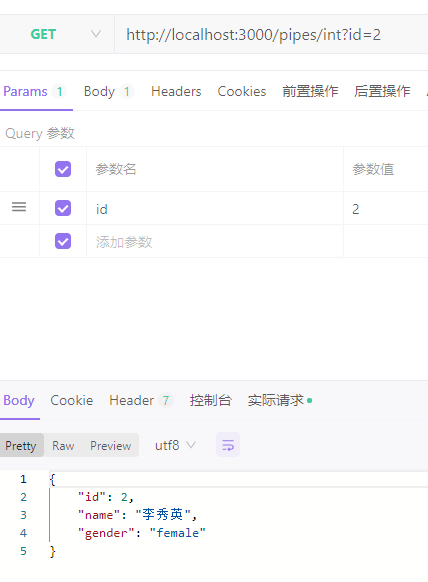 GET http://localhost:3000/pipes/int?id=2
Params 1 Body 1 Headers Cookies 前置操作 后置操作
Query 参数
参数名 参数值
id 2
添加参数
Body Cookie Header 7 控制台 实际请求
Pretty Raw Preview utf8
1 {
2 "id": 2,
3 "name": "李秀英",
4 "gender": "female"
5 }